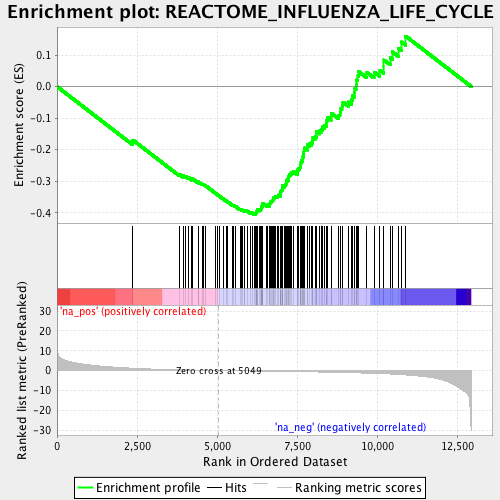 Enrichment plot: REACTOME_INFLUENZA_LIFE_CYCLE
Enrichment score (ES)
0.1
0.0
-0.1
-0.2
-0.3
-0.4
'na_pos' (positively correlated)
Ranked list metric (PreRanked)
30
20
10
0
-10
-20
-30
Zero cross at 5049
'na_neg' (negatively correlated)
0
2,500
5,000
7,500
10,000
12,500
Rank in Ordered Dataset
Enrichment profile
Hits
Ranking metric scores